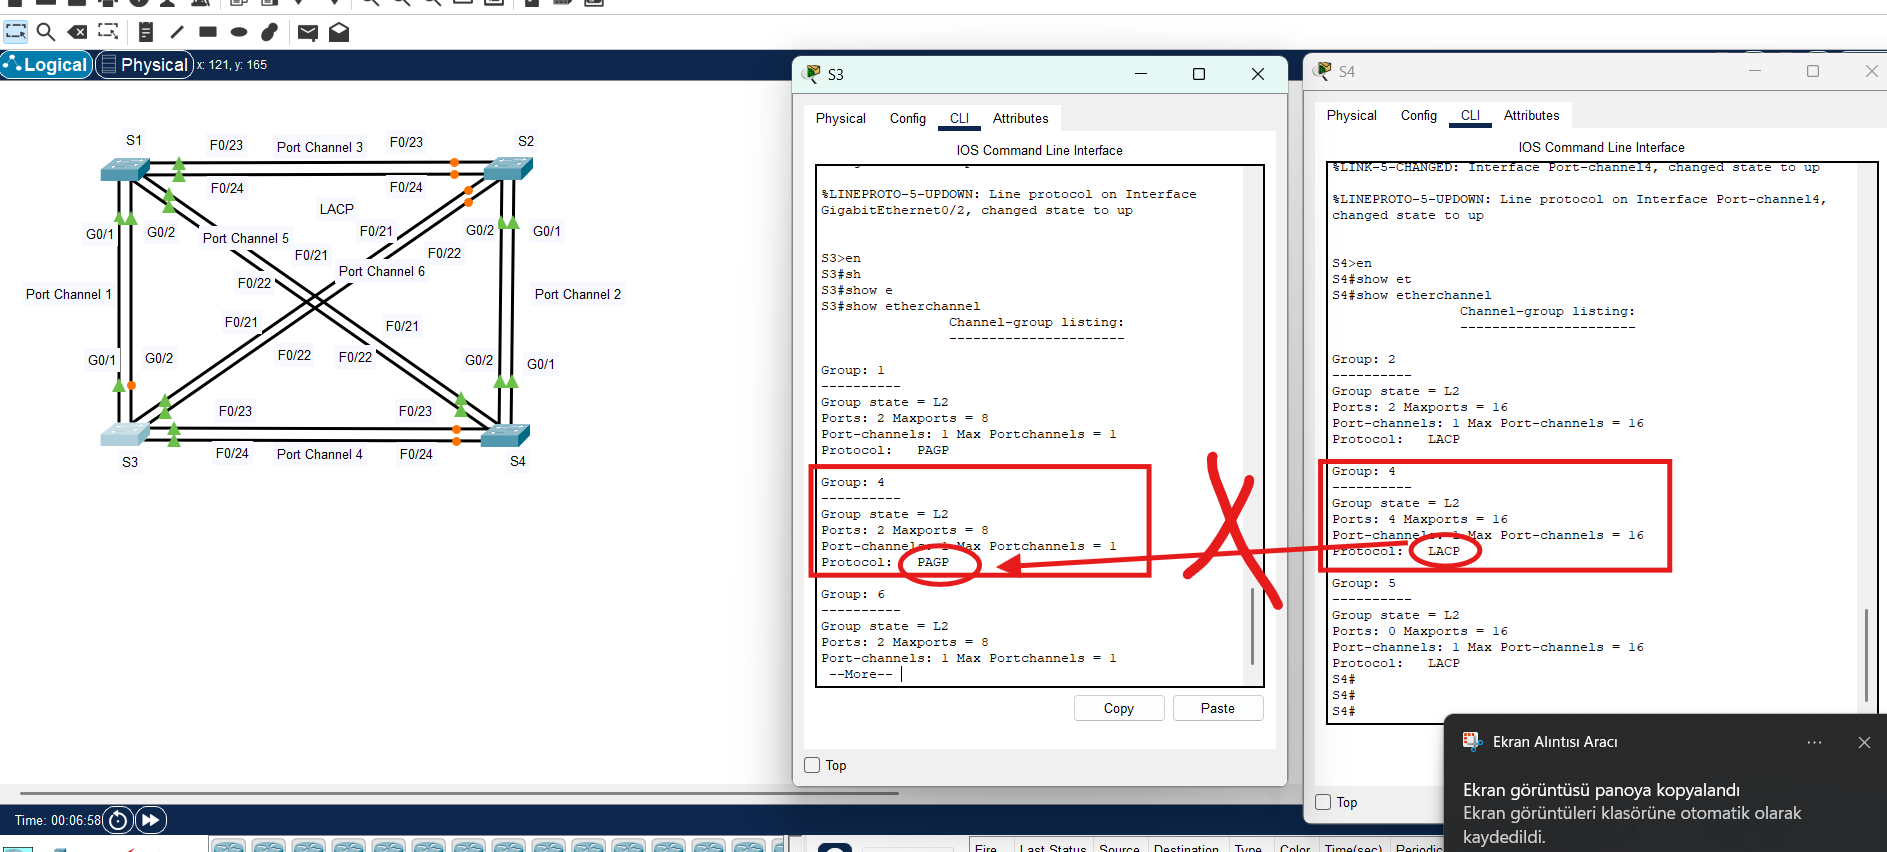 Logical
Physical
x: 121, y: 165
S1
F0/23
Port Channel 3
F0/23
S2
F0/24
F0/24
LACP
G0/1
G0/2
Port Channel 5
F0/21
G0/2
G0/1
F0/21
F0/22
F0/22
Port Channel 6
Port Channel 1
Port Channel 2
F0/21
F0/21
G0/1
G0/2
F0/22
F0/22
G0/2
G0/1
F0/23
F0/23
S3
F0/24
Port Channel 4
F0/24
S4
Time: 00:06:58
S3
Physical
Config
CLI
Attributes
IOS Command Line Interface
%LINEPROTO-5-UPDOWN: Line protocol on Interface
GigabitEthernet0/2, changed state to up
S3>en
S3#sh
S3#show e
S3#show etherchannel
Channel-group listing:
----------------------
Group: 1
----------
Group state = L2
Ports: 2 Maxports = 8
Port-channels: 1 Max Portchannels = 1
Protocol: PAGP
Group: 4
----------
Group state = L2
Ports: 2 Maxports = 8
Port-channels: 1 Max Portchannels = 1
Protocol: PAGP
Group: 6
----------
Group state = L2
Ports: 2 Maxports = 8
Port-channels: 1 Max Portchannels = 1
--More--
Copy
Paste
Top
S4
Physical
Config
CLI
Attributes
IOS Command Line Interface
%LINK-5-CHANGED: Interface Port-channel4, changed state to up
%LINEPROTO-5-UPDOWN: Line protocol on Interface Port-channel4,
changed state to up
S4>en
S4#show et
S4#show etherchannel
Channel-group listing:
----------------------
Group: 2
----------
Group state = L2
Ports: 2 Maxports = 16
Port-channels: 1 Max Port-channels = 16
Protocol: LACP
Group: 4
----------
Group state = L2
Ports: 4 Maxports = 16
Port-channels: 1 Max Port-channels = 16
Protocol: LACP
Group: 5
----------
Group state = L2
Ports: 0 Maxports = 16
Port-channels: 1 Max Port-channels = 16
Protocol: LACP
S4#
S4#
S4#
Top
Ekran Alıntısı Aracı
Ekran görüntüsü panoya kopyalandı
Ekran görüntüleri klasörüne otomatik olarak
kaydedildi.
Fire
Last Status
Source
Destination
Type
Color
Time(sec)